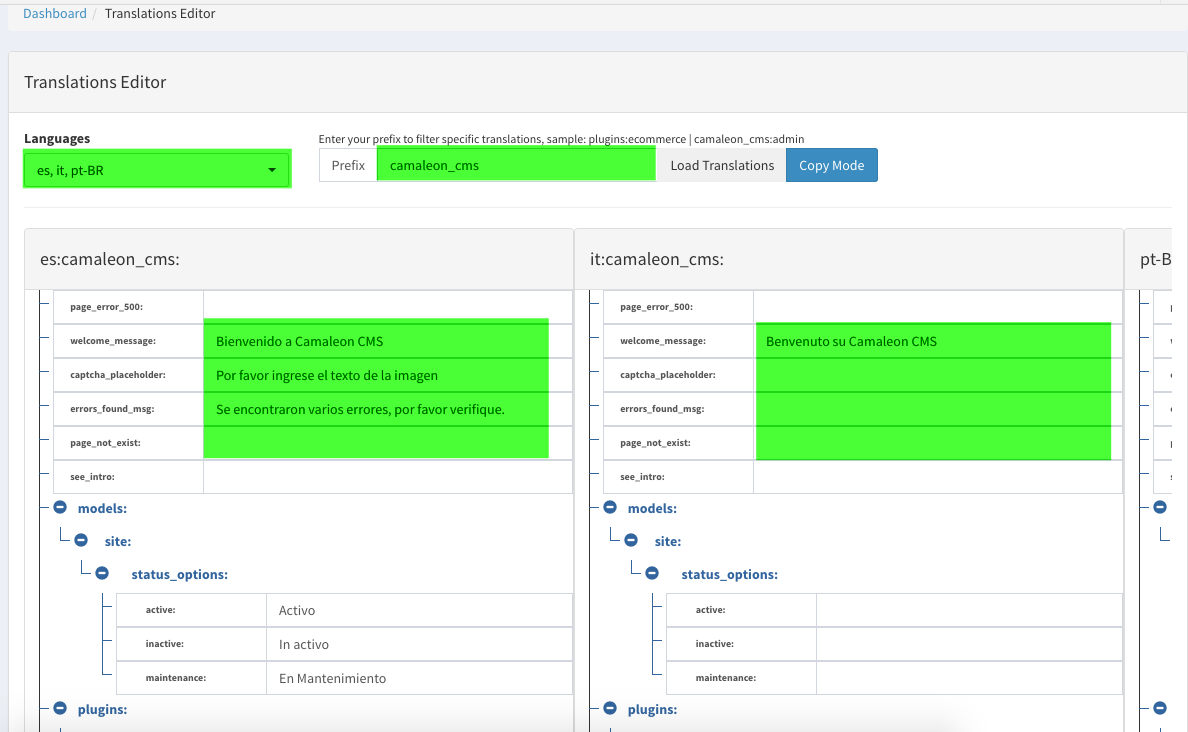 Dashboard / Translations Editor
Translations Editor
Languages
es, it, pt-BR
Enter your prefix to filter specific translations, sample: plugins:ecommerce | camaleon_cms:admin
Prefix camaleon_cms Load Translations Copy Mode
es:camaleon_cms:
page_error_500:
welcome_message: Bienvenido a Camaleon CMS
captcha_placeholder: Por favor ingrese el texto de la imagen
errors_found_msg: Se encontraron varios errores, por favor verifique.
page_not_exist:
see_intro:
models:
site:
status_options:
active: Activo
inactive: In activo
maintenance: En Mantenimiento
plugins:
it:camaleon_cms:
page_error_500:
welcome_message: Benvenuto su Camaleon CMS
captcha_placeholder:
errors_found_msg:
page_not_exist:
see_intro:
models:
site:
status_options:
active:
inactive:
maintenance:
plugins:
pt-B